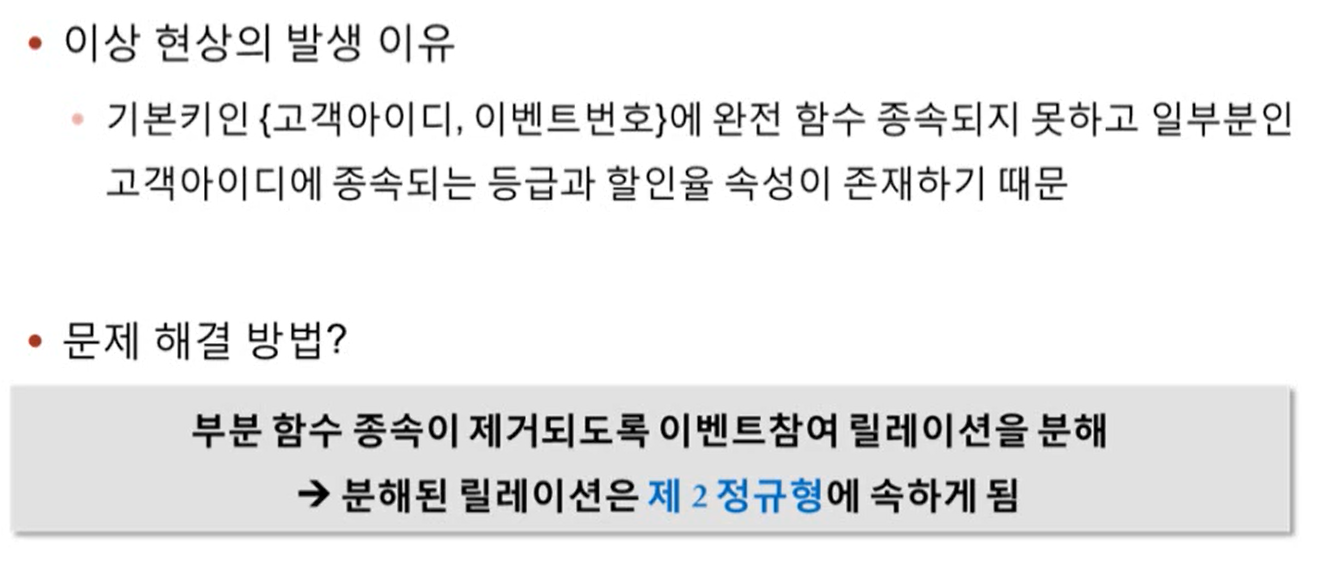 • 이상 현상의 발생 이유
• 기본키인 {고객아이디, 이벤트번호}에 완전 함수 종속되지 못하고 일부분인
고객아이디에 종속되는 등급과 할인율 속성이 존재하기 때문
• 문제 해결 방법?
부분 함수 종속이 제거되도록 이벤트참여 릴레이션을 분해
→ 분해된 릴레이션은 제 2 정규형에 속하게 됨